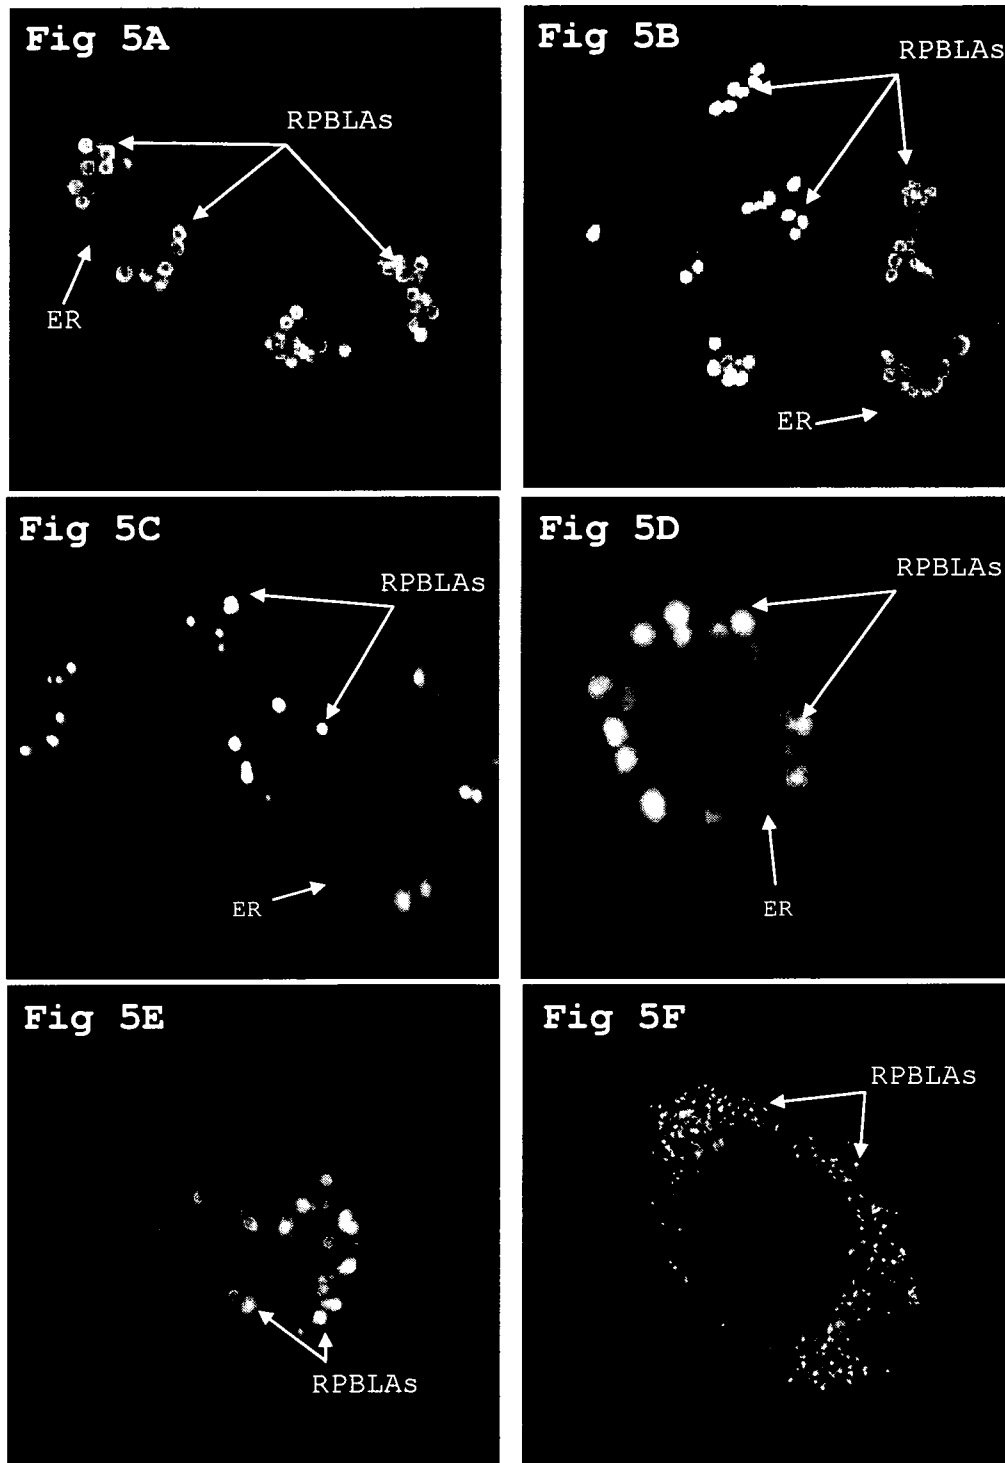 Fig 5A
RPBLAs
ER
Fig 5B
RPBLAs
ER
Fig 5C
RPBLAs
ER
Fig 5D
RPBLAs
ER
Fig 5E
RPBLAs
Fig 5F
RPBLAs